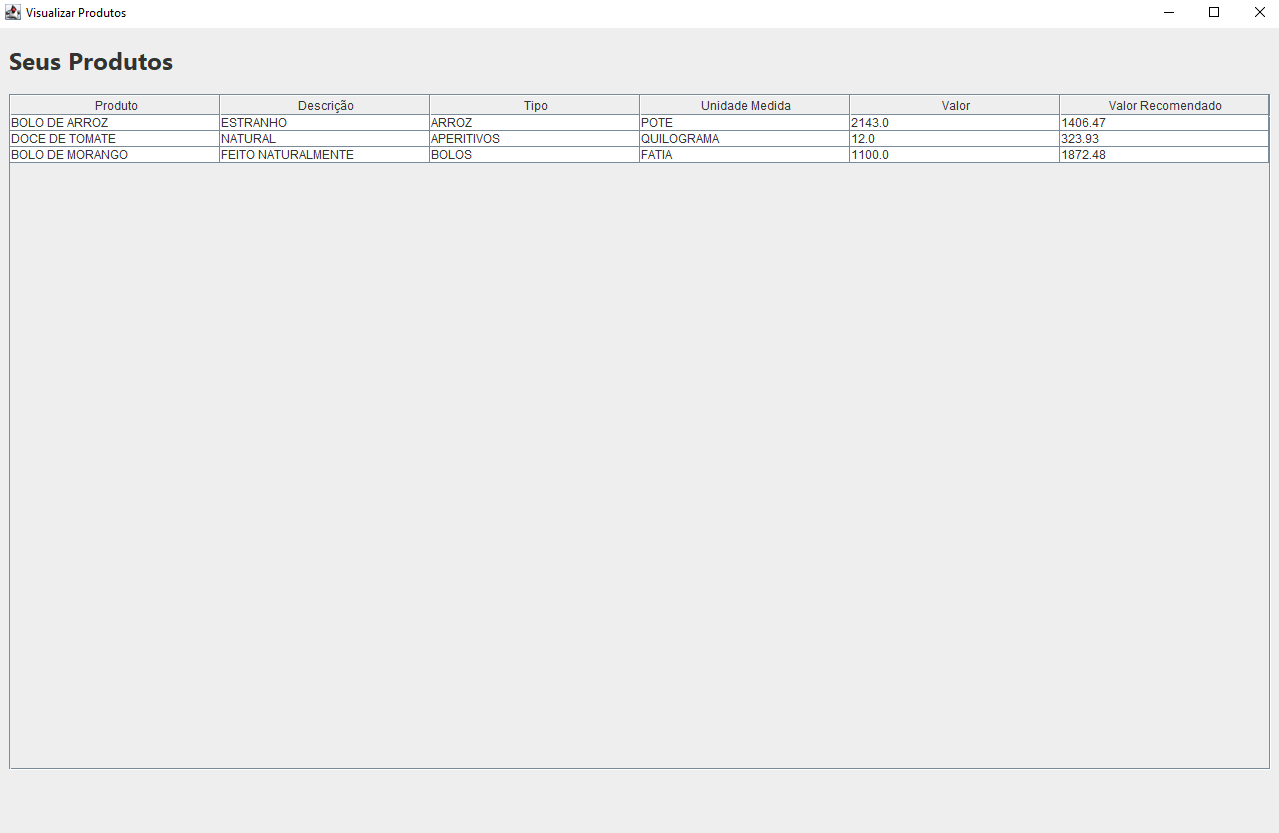 Visualizar Produtos
Seus Produtos
Produto Descrição Tipo Unidade Medida Valor Valor Recomendado
BOLO DE ARROZ ESTRANHO ARROZ POTE 2143.0 1406.47
DOCE DE TOMATE NATURAL APERITIVOS QUILOGRAMA 12.0 323.93
BOLO DE MORANGO FEITO NATURALMENTE BOLOS FATIA 1100.0 1872.48